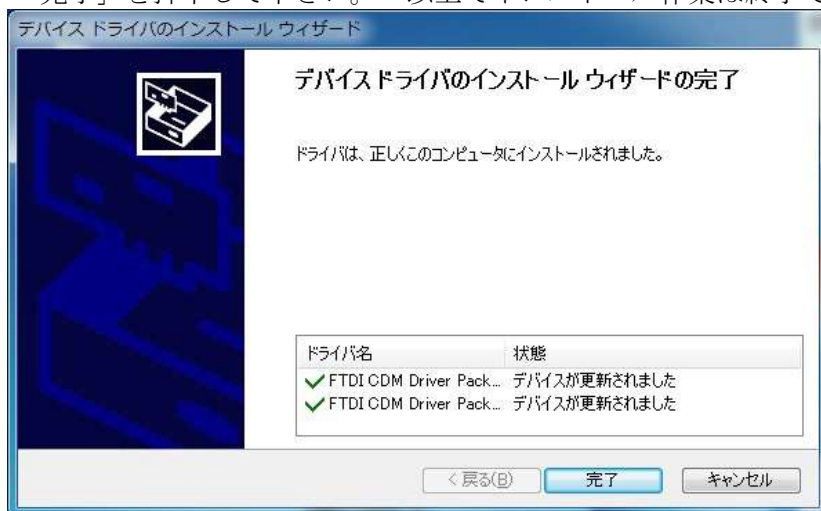 デバイス ドライバのインストール ウィザード
デバイス ドライバのインストール ウィザードの完了
ドライバは、正しくこのコンピュータにインストールされました。
ドライバ名 状態
FTDI CDM Driver Pack... デバイスが更新されました
FTDI CDM Driver Pack... デバイスが更新されました
< 戻る(B) 完了 キャンセル